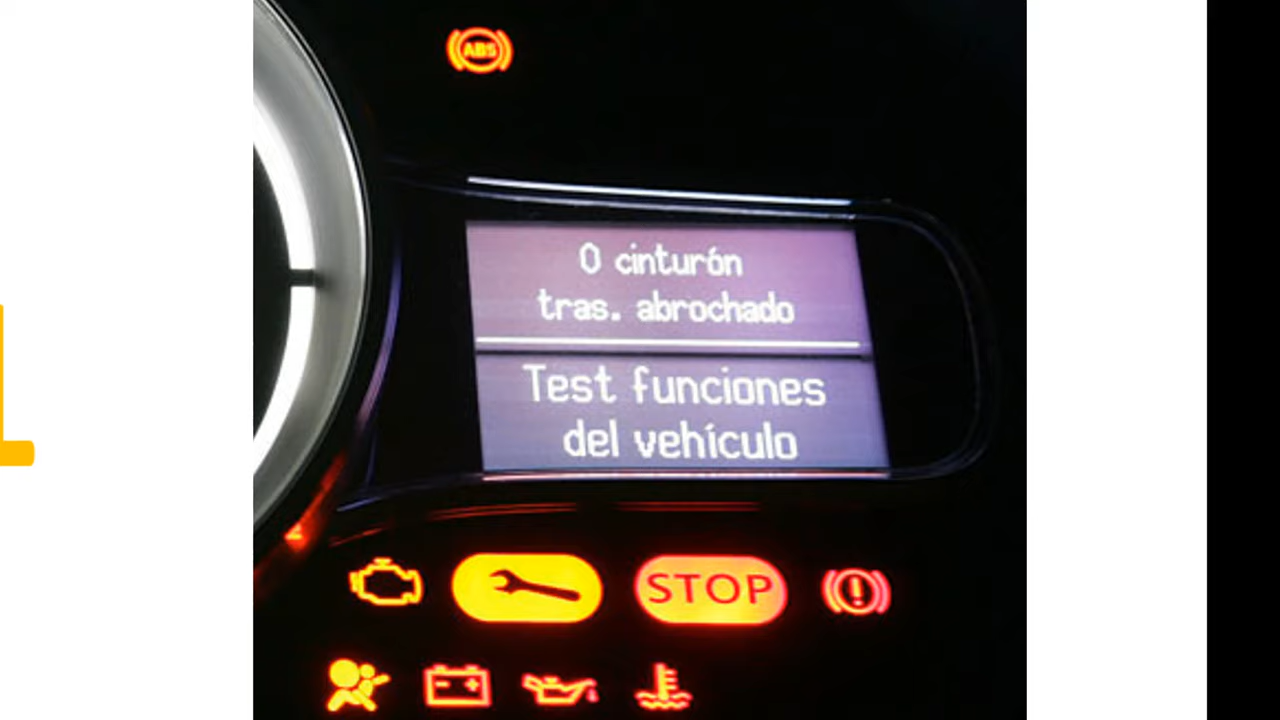 ABS
0 cinturón
tras. abrochado
Test funciones
del vehículo
STOP